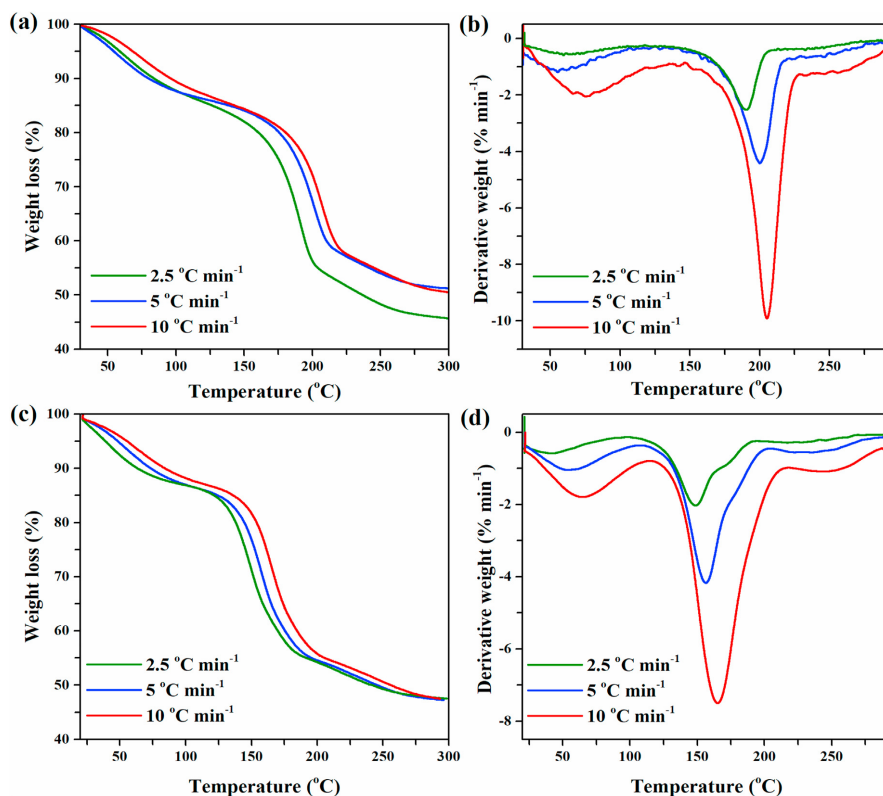 (a)
100
90
80
70
60
50
40
Weight loss (%)
2.5 °C min⁻¹
5 °C min⁻¹
10 °C min⁻¹
50 100 150 200 250 300
Temperature (°C)
(b)
0
-2
-4
-6
-8
-10
Derivative weight (% min⁻¹)
2.5 °C min⁻¹
5 °C min⁻¹
10 °C min⁻¹
50 100 150 200 250
Temperature (°C)
(c)
100
90
80
70
60
50
40
Weight loss (%)
2.5 °C min⁻¹
5 °C min⁻¹
10 °C min⁻¹
50 100 150 200 250 300
Temperature (°C)
(d)
0
-2
-4
-6
-8
Derivative weight (% min⁻¹)
2.5 °C min⁻¹
5 °C min⁻¹
10 °C min⁻¹
50 100 150 200 250
Temperature (°C)